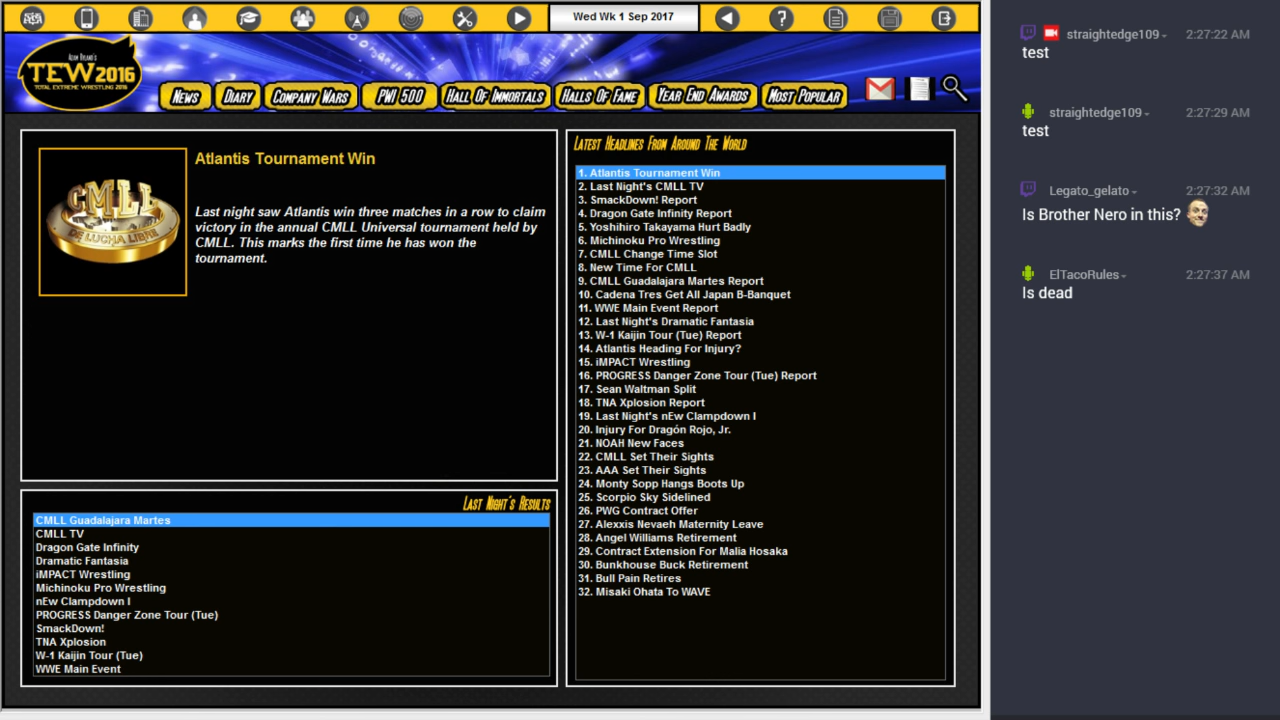 Wed Wk 1 Sep 2017
ADAM RYLAND'S
TEW2016
TOTAL EXTREME WRESTLING 2016
NEWS
DIARY
COMPANY WARS
PWI 500
HALL OF IMMORTALS
HALLS OF FAME
YEAR END AWARDS
MOST POPULAR
CMLL
DE LUCHA LIBRE
Atlantis Tournament Win
Last night saw Atlantis win three matches in a row to claim
victory in the annual CMLL Universal tournament held by
CMLL. This marks the first time he has won the
tournament.
LAST NIGHT'S RESULTS
CMLL Guadalajara Martes
CMLL TV
Dragon Gate Infinity
Dramatic Fantasia
iMPACT Wrestling
Michinoku Pro Wrestling
nEw Clampdown I
PROGRESS Danger Zone Tour (Tue)
SmackDown!
TNA Xplosion
W-1 Kaijin Tour (Tue)
WWE Main Event
LATEST HEADLINES FROM AROUND THE WORLD
1. Atlantis Tournament Win
2. Last Night's CMLL TV
3. SmackDown! Report
4. Dragon Gate Infinity Report
5. Yoshihiro Takayama Hurt Badly
6. Michinoku Pro Wrestling
7. CMLL Change Time Slot
8. New Time For CMLL
9. CMLL Guadalajara Martes Report
10. Cadena Tres Get All Japan B-Banquet
11. WWE Main Event Report
12. Last Night's Dramatic Fantasia
13. W-1 Kaijin Tour (Tue) Report
14. Atlantis Heading For Injury?
15. iMPACT Wrestling
16. PROGRESS Danger Zone Tour (Tue) Report
17. Sean Waltman Split
18. TNA Xplosion Report
19. Last Night's nEw Clampdown I
20. Injury For Dragón Rojo, Jr.
21. NOAH New Faces
22. CMLL Set Their Sights
23. AAA Set Their Sights
24. Monty Sopp Hangs Boots Up
25. Scorpio Sky Sidelined
26. PWG Contract Offer
27. Alexxis Nevaeh Maternity Leave
28. Angel Williams Retirement
29. Contract Extension For Malia Hosaka
30. Bunkhouse Buck Retirement
31. Bull Pain Retires
32. Misaki Ohata To WAVE
straightedge109 2:27:22 AM
test
straightedge109 2:27:29 AM
test
Legato_gelato 2:27:32 AM
Is Brother Nero in this?
ElTacoRules 2:27:37 AM
Is dead